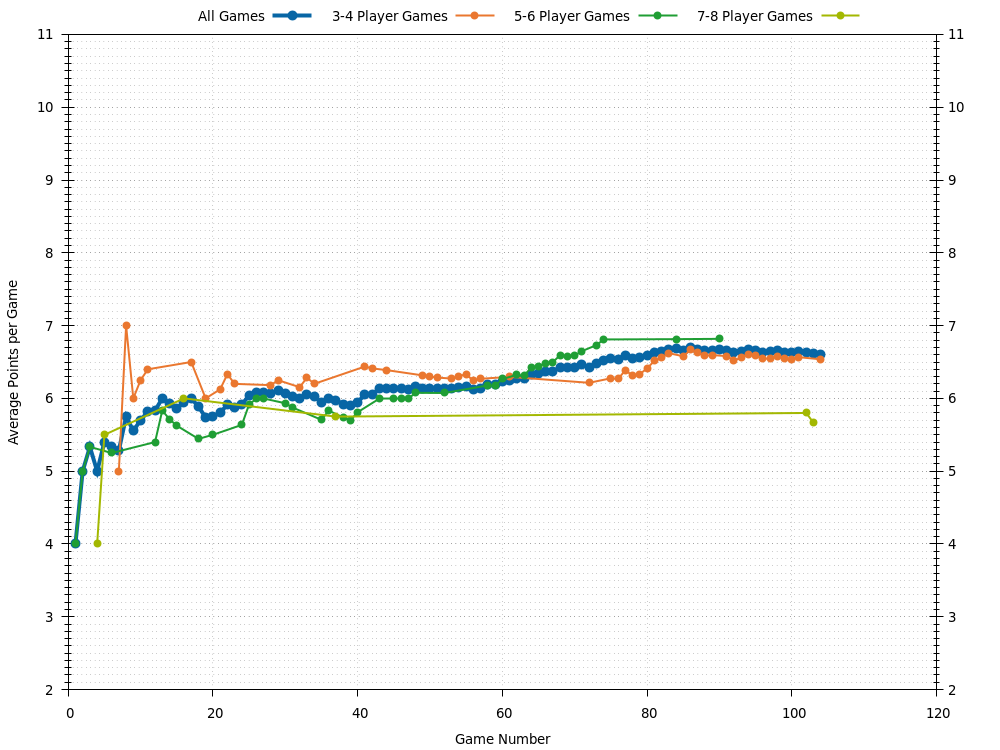 All Games 3-4 Player Games 5-6 Player Games 7-8 Player Games
11 11
10 10
9 9
8 8
7 7
6 6
5 5
4 4
3 3
2 2
Average Points per Game
0 20 40 60 80 100 120
Game Number